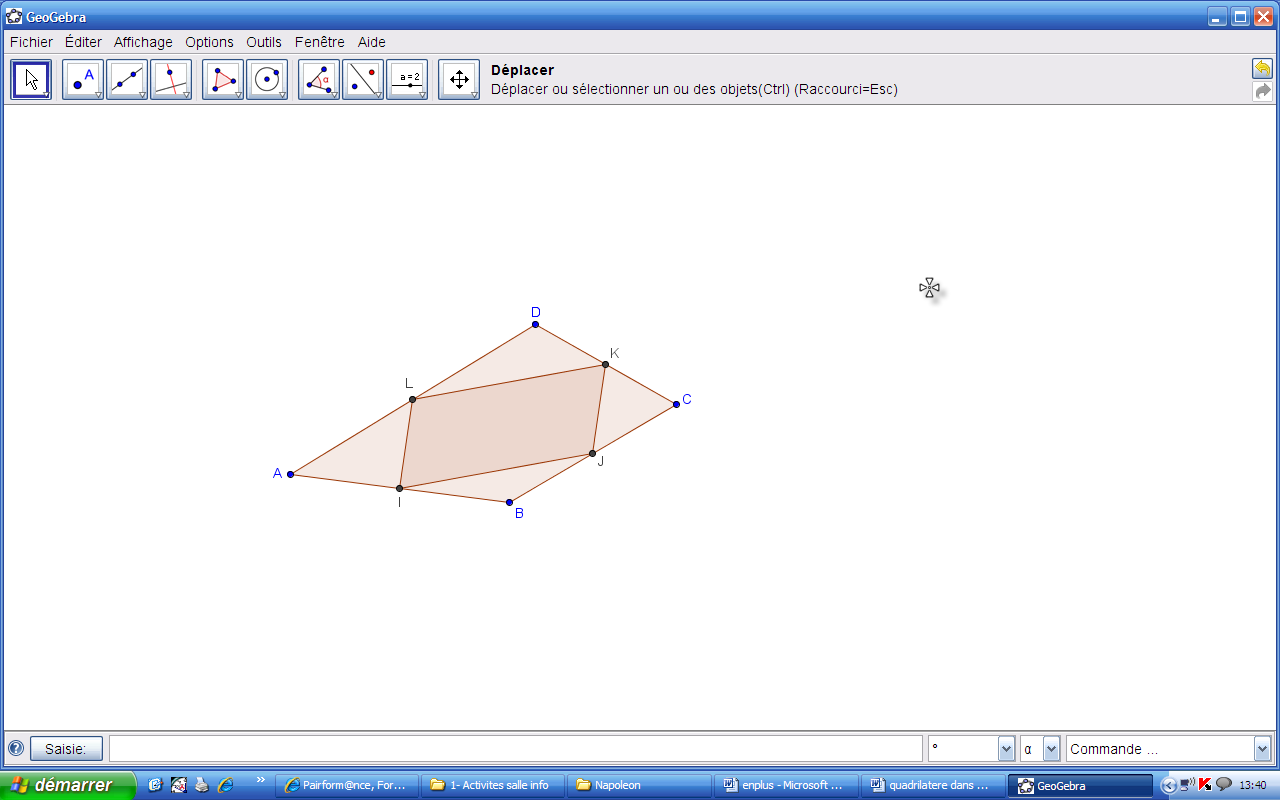 GeoGebra
Fichier Éditer Affichage Options Outils Fenêtre Aide
A α a = 2
Déplacer
Déplacer ou sélectionner un ou des objets(Ctrl) (Raccourci=Esc)
D
K
L
C
A
J
I
B
Saisie: ° α Commande ...
démarrer » Pairform@nce, For... 1- Activites salle info Napoleon enplus - Microsoft ... quadrilatere dans ... GeoGebra 13:40